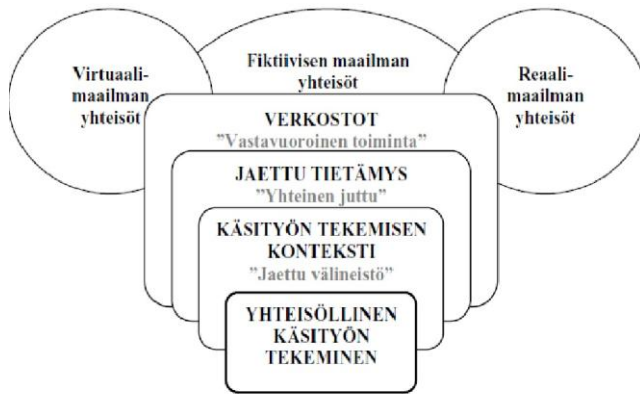 Virtuaali-
maailman
yhteisöt
Fiktiivisen maailman
yhteisöt
Reaali-
maailman
yhteisöt
VERKOSTOT
”Vastavuoroinen toiminta”
JAETTU TIETÄMYS
”Yhteinen juttu”
KÄSITYÖN TEKEMISEN
KONTEKSTI
”Jaettu välineistö”
YHTEISÖLLINEN
KÄSITYÖN
TEKEMINEN